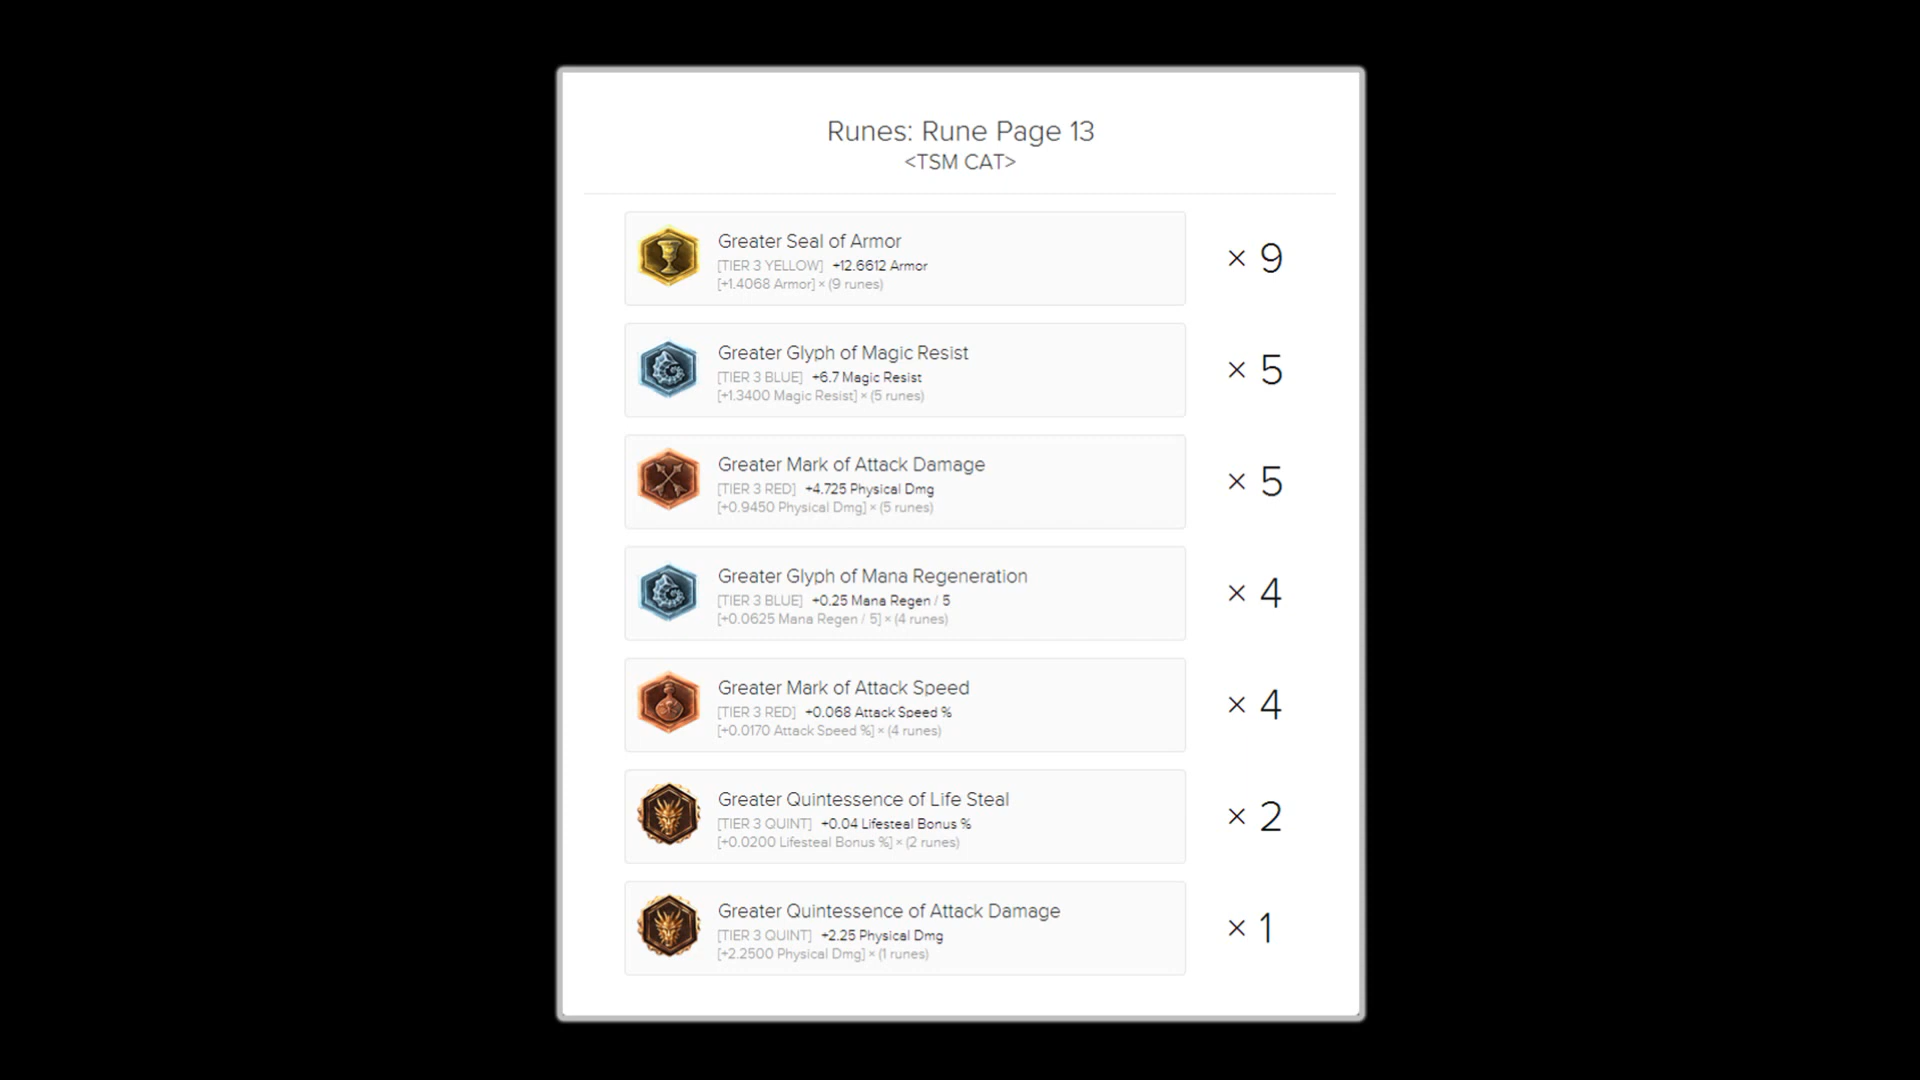 Runes: Rune Page 13
<TSM CAT>
Greater Seal of Armor
[TIER 3 YELLOW] +12.6612 Armor
[+1.4068 Armor] × (9 runes)
× 9
Greater Glyph of Magic Resist
[TIER 3 BLUE] +6.7 Magic Resist
[+1.3400 Magic Resist] × (5 runes)
× 5
Greater Mark of Attack Damage
[TIER 3 RED] +4.725 Physical Dmg
[+0.9450 Physical Dmg] × (5 runes)
× 5
Greater Glyph of Mana Regeneration
[TIER 3 BLUE] +0.25 Mana Regen / 5
[+0.0625 Mana Regen / 5] × (4 runes)
× 4
Greater Mark of Attack Speed
[TIER 3 RED] +0.068 Attack Speed %
[+0.0170 Attack Speed %] × (4 runes)
× 4
Greater Quintessence of Life Steal
[TIER 3 QUINT] +0.04 Lifesteal Bonus %
[+0.0200 Lifesteal Bonus %] × (2 runes)
× 2
Greater Quintessence of Attack Damage
[TIER 3 QUINT] +2.25 Physical Dmg
[+2.2500 Physical Dmg] × (1 runes)
× 1